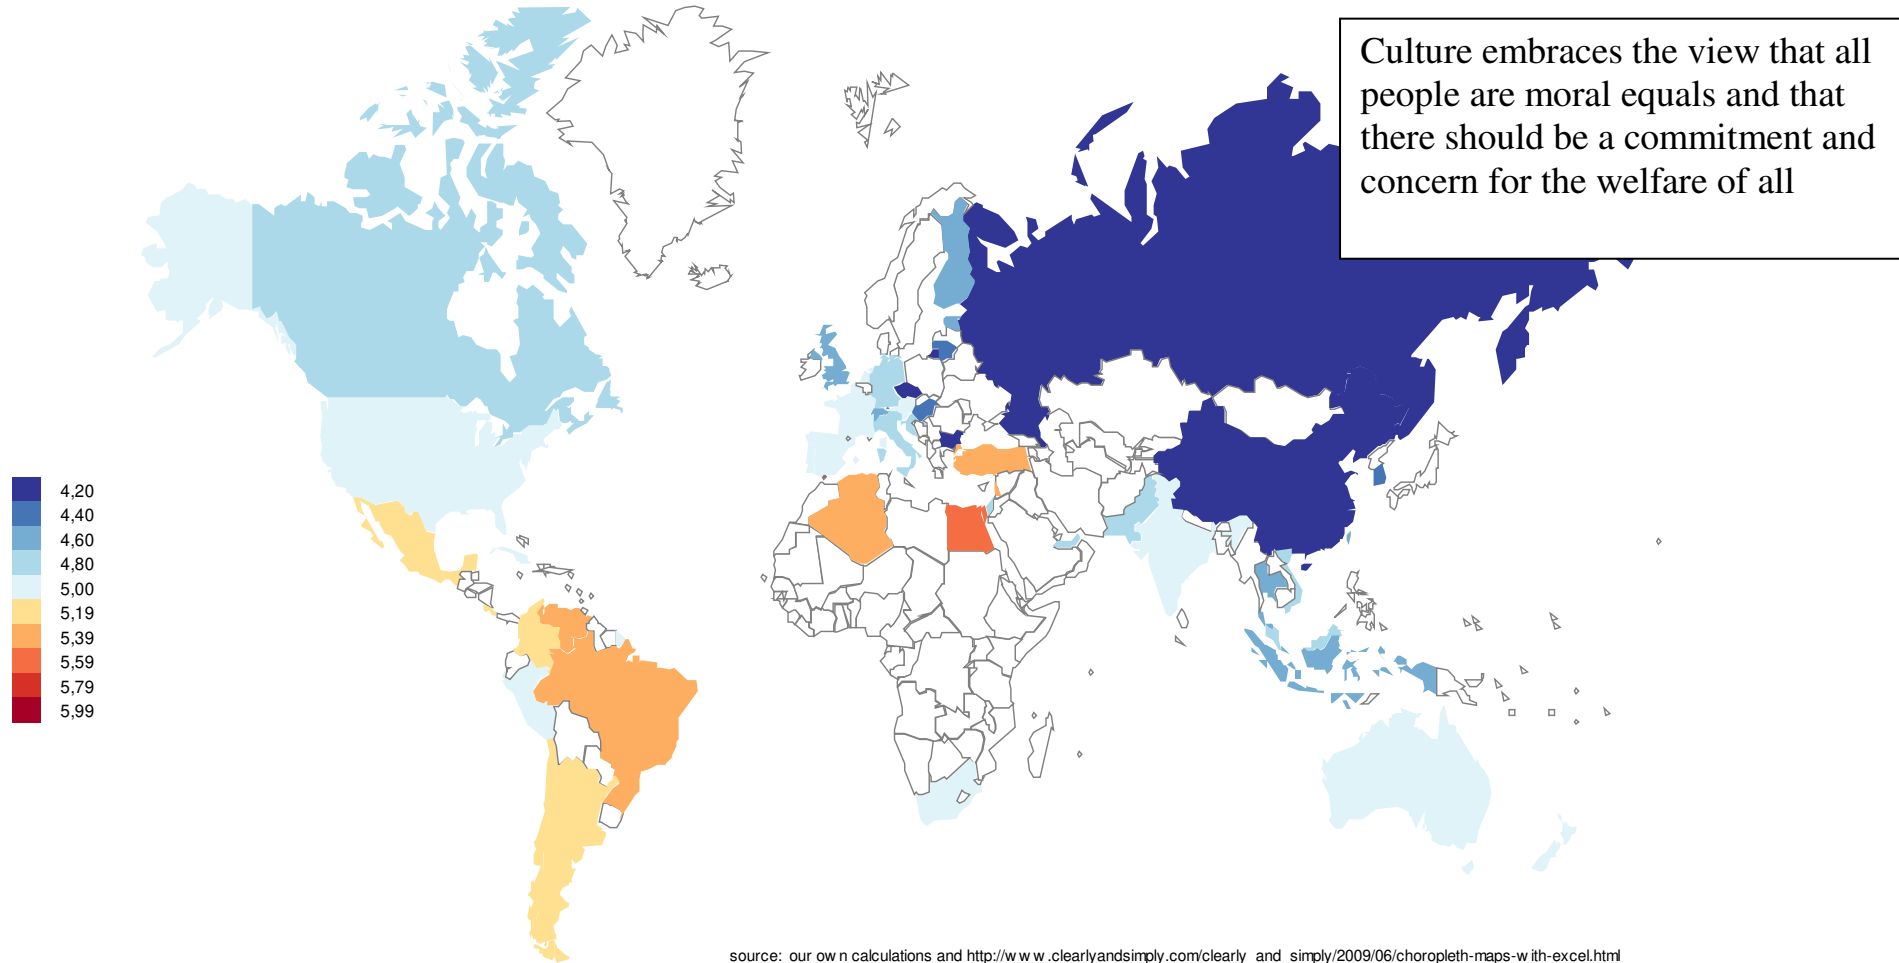 Culture embraces the view that all
people are moral equals and that
there should be a commitment and
concern for the welfare of all
4,20
4,40
4,60
4,80
5,00
5,19
5,39
5,59
5,79
5,99
source: our own calculations and http://www.clearlyandsimply.com/clearly_and_simply/2009/06/choropleth-maps-with-excel.html